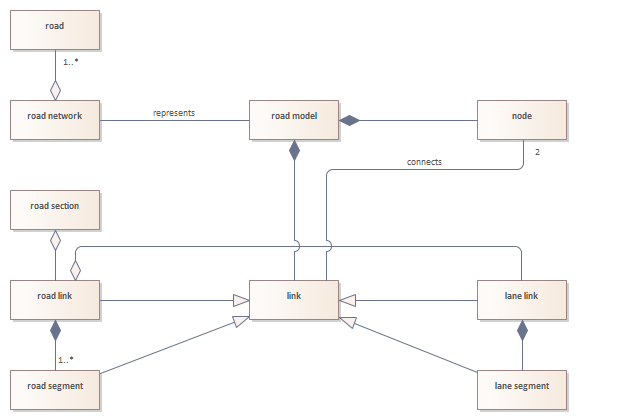 road
1..*
road network
represents
road model
node
2
connects
road section
road link
link
lane link
1..*
road segment
lane segment